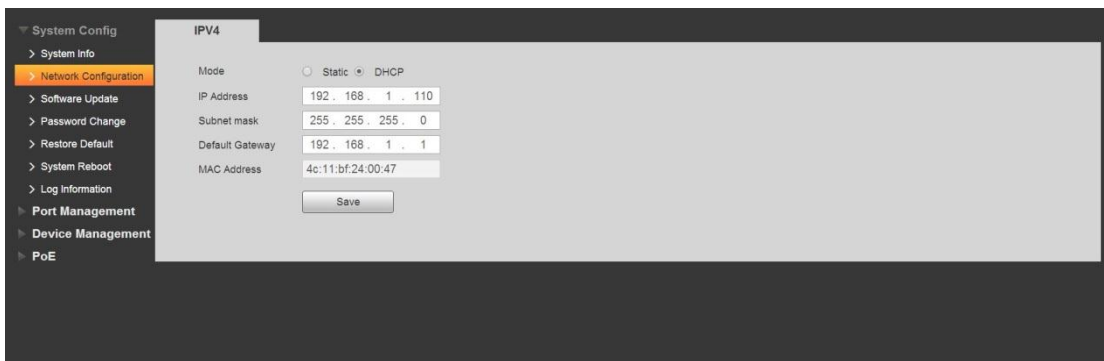 System Config
System Info
Network Configuration
Software Update
Password Change
Restore Default
System Reboot
Log Information
Port Management
Device Management
PoE
IPV4
Mode Static DHCP
IP Address 192 . 168 . 1 . 110
Subnet mask 255 . 255 . 255 . 0
Default Gateway 192 . 168 . 1 . 1
MAC Address 4c:11:bf:24:00:47
Save